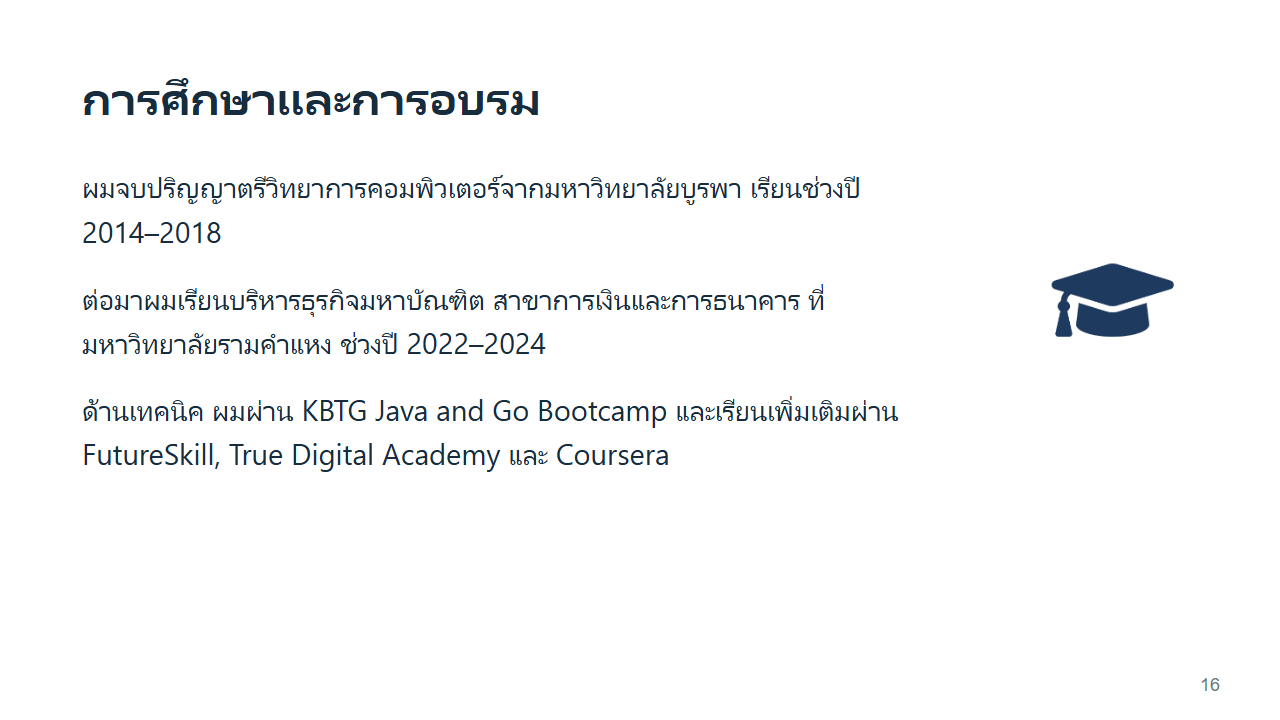 การศึกษาและการอบรม
ผมจบปริญญาตรีวิทยาการคอมพิวเตอร์จากมหาวิทยาลัยบูรพา เรียนช่วงปี
2014–2018
ต่อมาผมเรียนบริหารธุรกิจมหาบัณฑิต สาขาการเงินและการธนาคาร ที่
มหาวิทยาลัยรามคำแหง ช่วงปี 2022–2024
ด้านเทคนิค ผมผ่าน KBTG Java and Go Bootcamp และเรียนเพิ่มเติมผ่าน
FutureSkill, True Digital Academy และ Coursera
16